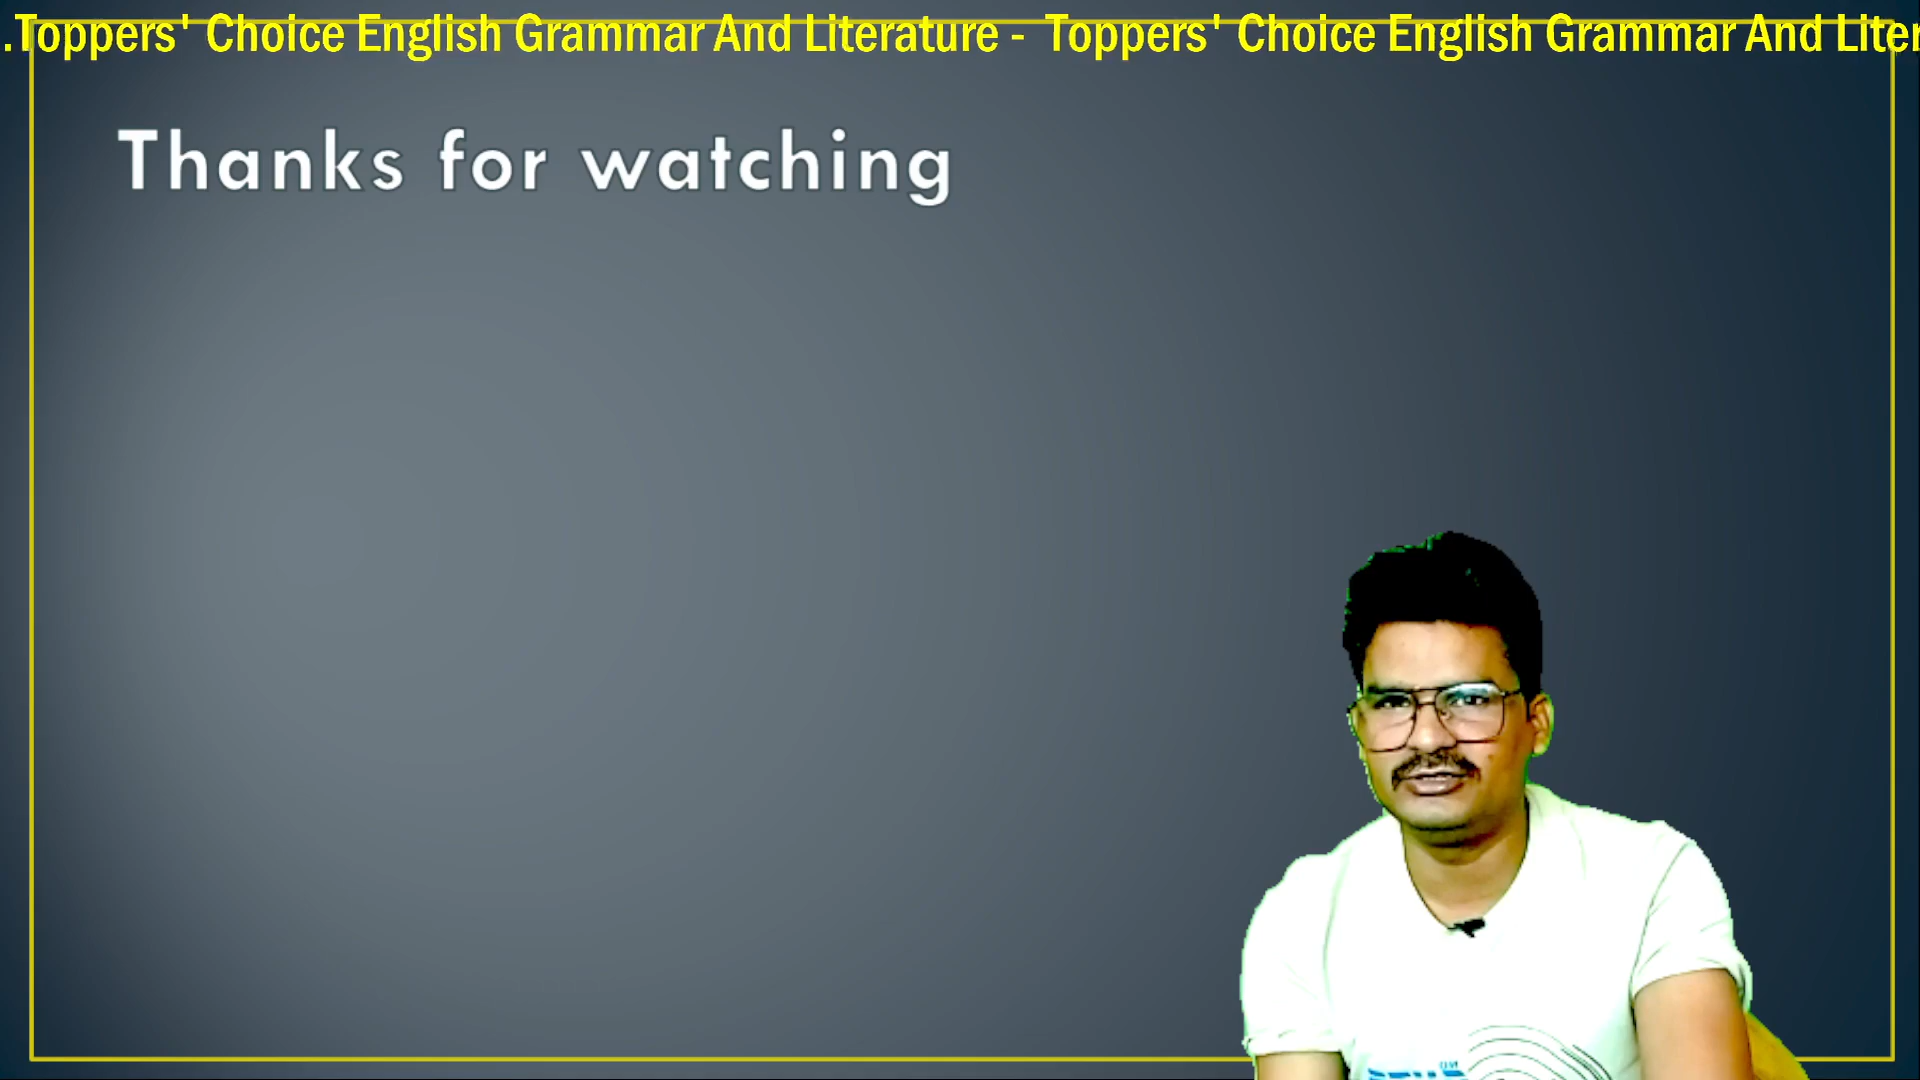 .Toppers' Choice English Grammar And Literature - Toppers' Choice English Grammar And Liter
Thanks for watching